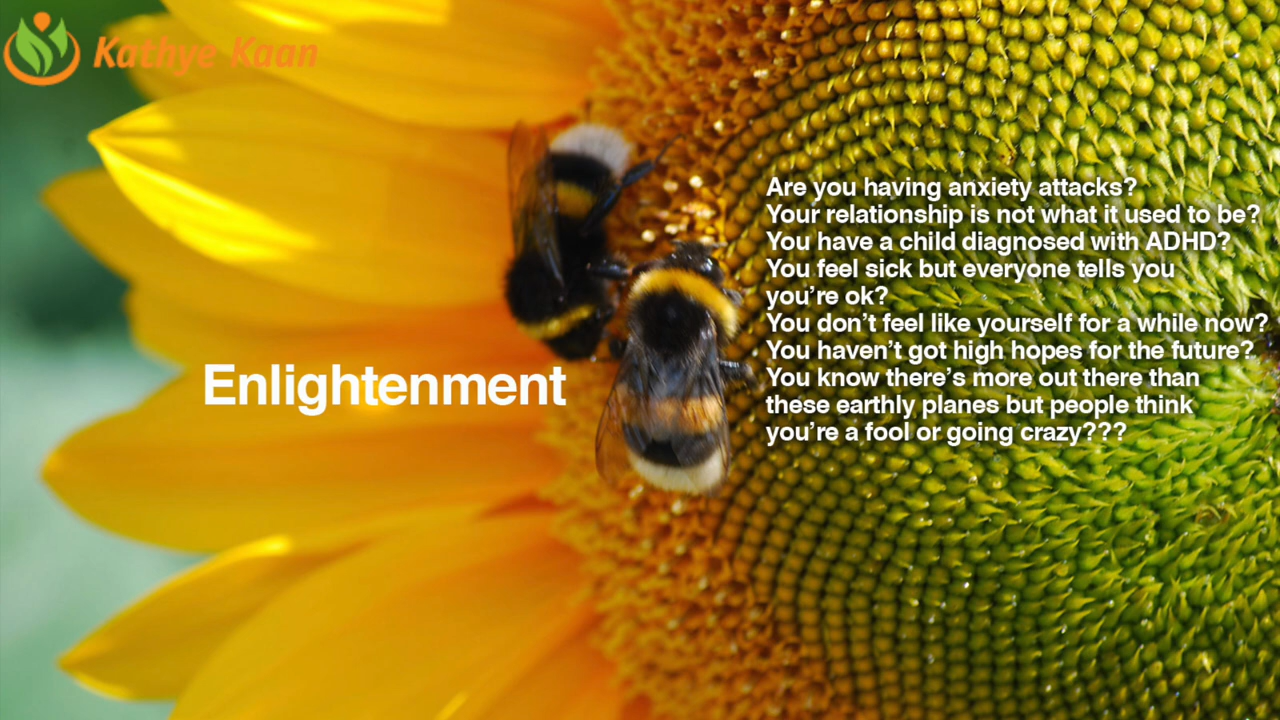 Kathye Kaan
Enlightenment
Are you having anxiety attacks?
Your relationship is not what it used to be?
You have a child diagnosed with ADHD?
You feel sick but everyone tells you
you’re ok?
You don’t feel like yourself for a while now?
You haven’t got high hopes for the future?
You know there’s more out there than
these earthly planes but people think
you’re a fool or going crazy???